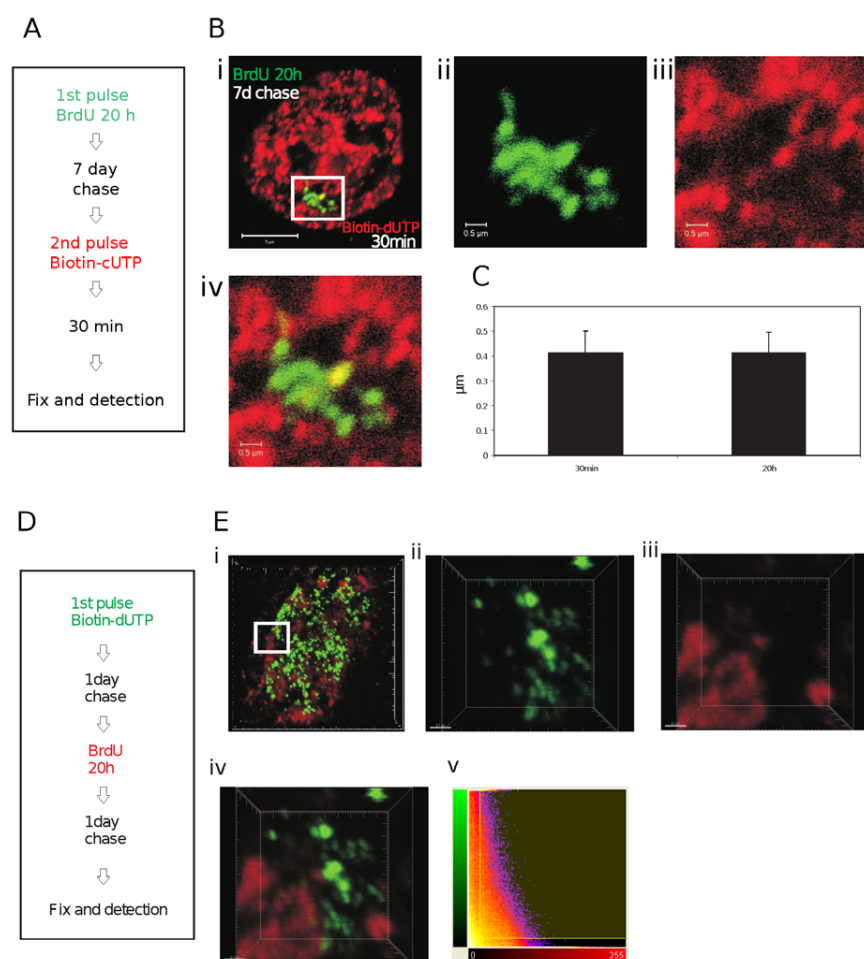 A
1st pulse
BrdU 20 h
7 day
chase
2nd pulse
Biotin-cUTP
30 min
Fix and detection
B
i
BrdU 20h
7d chase
Biotin-dUTP
30min
ii
0.5 µm
iii
0.5 µm
iv
0.5 µm
C
0.6
0.5
0.4
0.3
0.2
0.1
0
µm
30min
20h
D
1st pulse
Biotin-dUTP
1day
chase
BrdU
20h
1day
chase
Fix and detection
E
i
ii
iii
iv
v
0
255